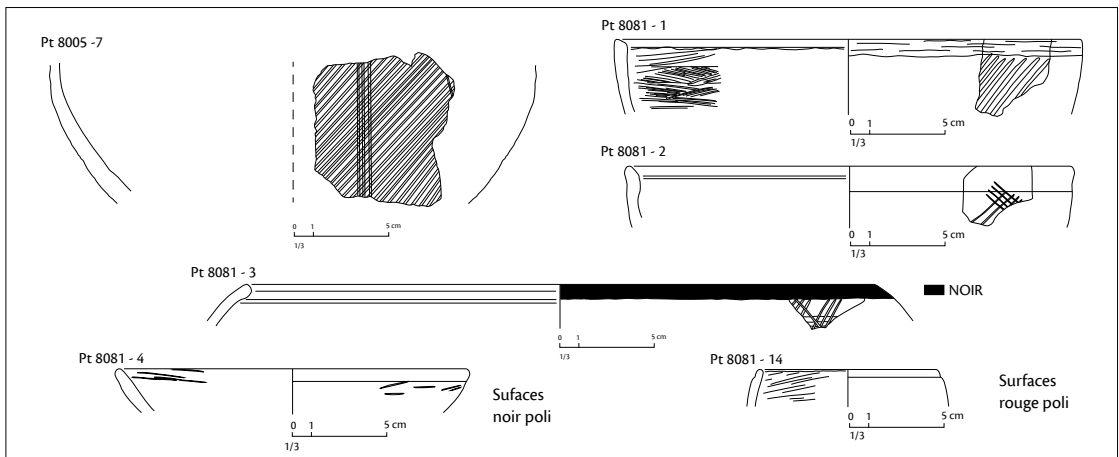 Pt 8005 -7
0 1 5 cm
1/3
Pt 8081 - 1
0 1 5 cm
1/3
Pt 8081 - 2
0 1 5 cm
1/3
Pt 8081 - 3
NOIR
0 1 5 cm
1/3
Pt 8081 - 4
0 1 5 cm
1/3
Sufaces
noir poli
Pt 8081 - 14
0 1 5 cm
1/3
Surfaces
rouge poli